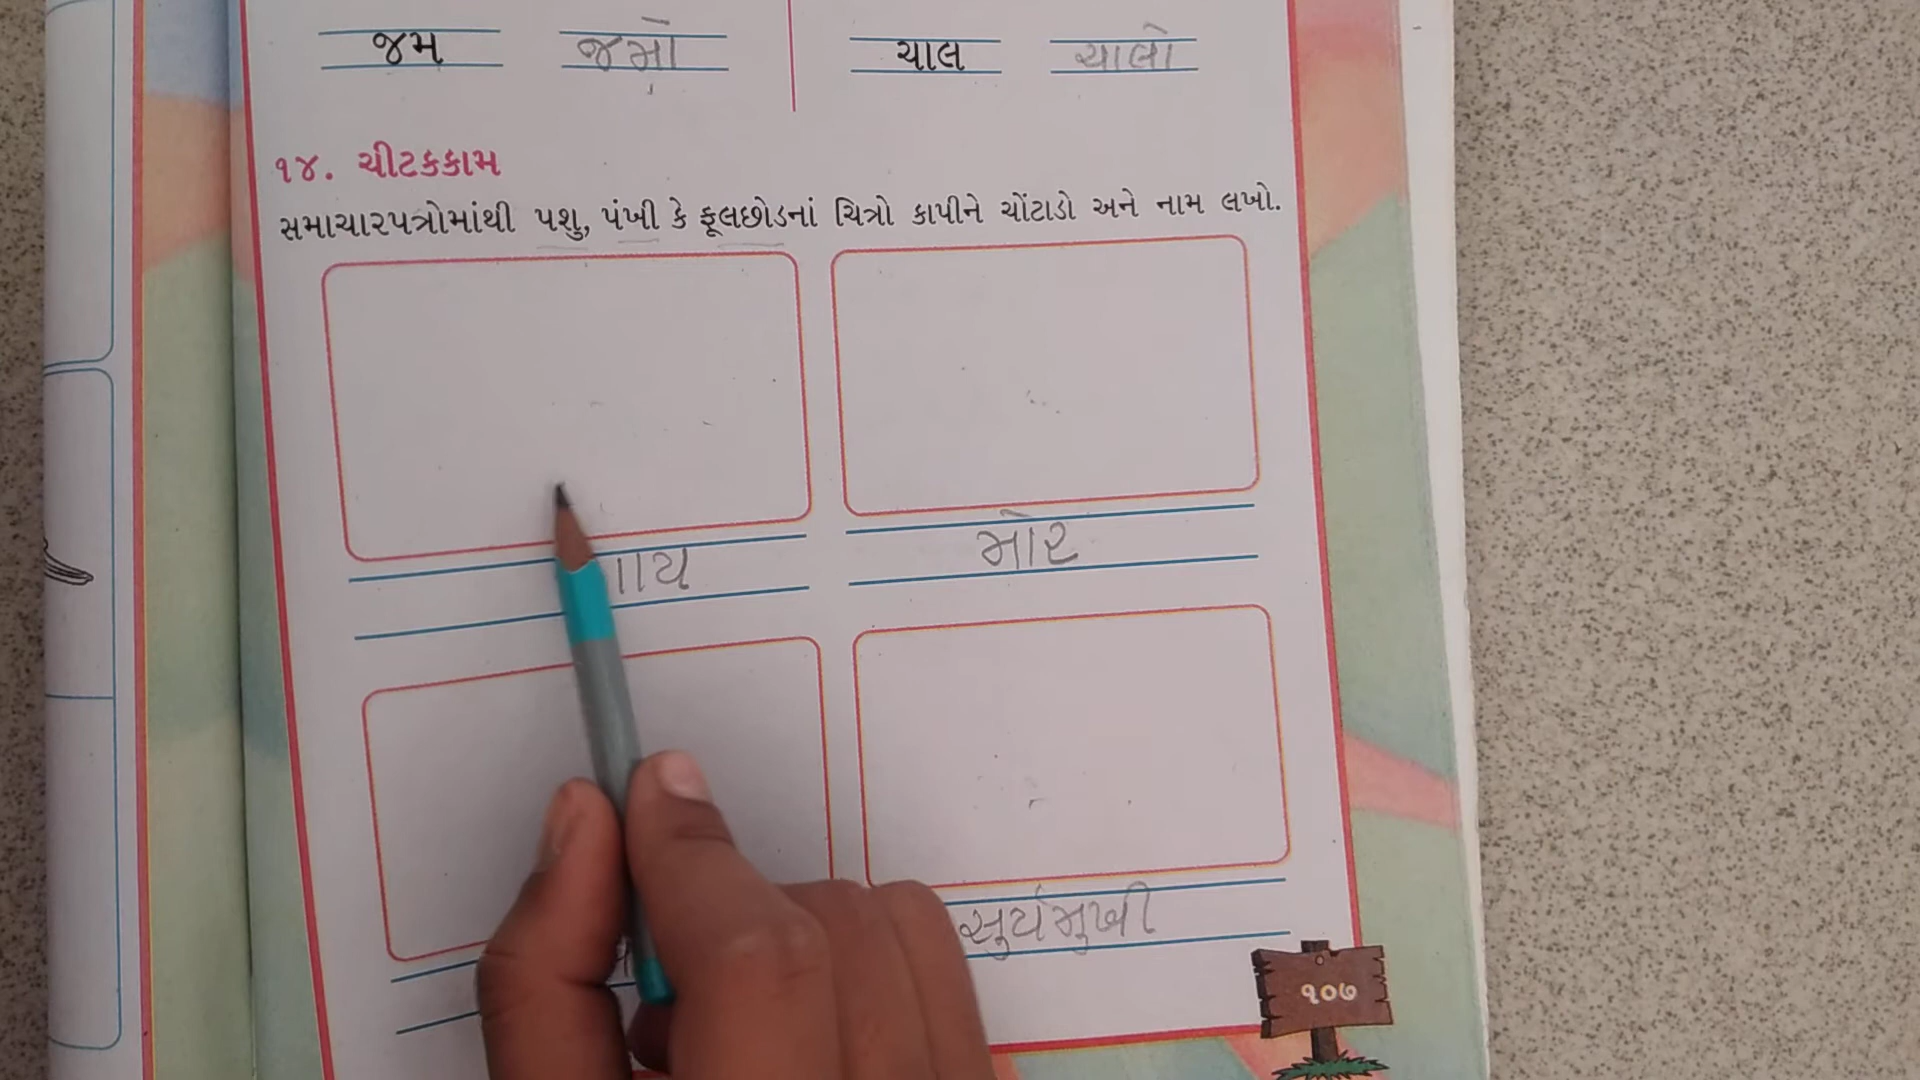 જમ જમો ચાલ ચાલો
૧૪. ચીટકકામ
સમાચારપત્રોમાંથી પશુ, પંખી કે ફૂલછોડનાં ચિત્રો કાપીને ચોંટાડો અને નામ લખો.
મોર
સુર્યમુખી
૧૦૭